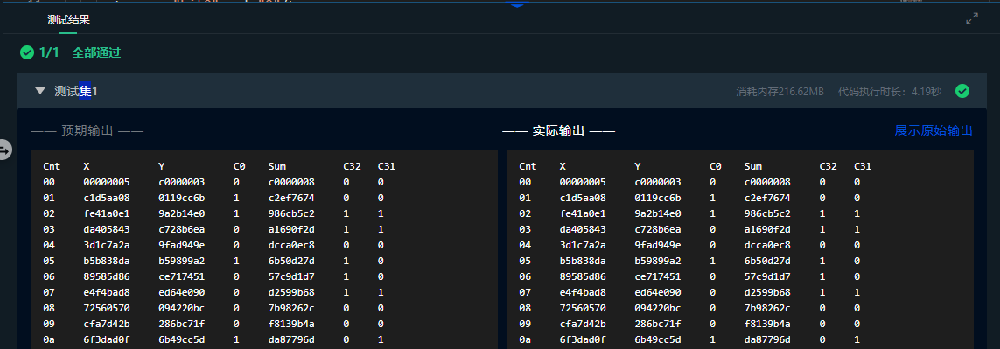 测试结果
1/1 全部通过
测试集1 消耗内存216.62MB 代码执行时长：4.19秒
—— 预期输出 —— —— 实际输出 —— 展示原始输出
Cnt X Y C0 Sum C32 C31 Cnt X Y C0 Sum C32 C31
00 00000005 c0000003 0 c0000008 0 0 00 00000005 c0000003 0 c0000008 0 0
01 c1d5aa08 0119cc6b 1 c2ef7674 0 0 01 c1d5aa08 0119cc6b 1 c2ef7674 0 0
02 fe41a0e1 9a2b14e0 1 986cb5c2 1 1 02 fe41a0e1 9a2b14e0 1 986cb5c2 1 1
03 da405843 c728b6ea 0 a1690f2d 1 1 03 da405843 c728b6ea 0 a1690f2d 1 1
04 3d1c7a2a 9fad949e 0 dcca0ec8 0 0 04 3d1c7a2a 9fad949e 0 dcca0ec8 0 0
05 b5b838da b59899a2 1 6b50d27d 1 0 05 b5b838da b59899a2 1 6b50d27d 1 0
06 89585d86 ce717451 0 57c9d1d7 1 0 06 89585d86 ce717451 0 57c9d1d7 1 0
07 e4f4bad8 ed64e090 0 d2599b68 1 1 07 e4f4bad8 ed64e090 0 d2599b68 1 1
08 72560570 094220bc 0 7b98262c 0 0 08 72560570 094220bc 0 7b98262c 0 0
09 cfa7d42b 286bc71f 0 f8139b4a 0 0 09 cfa7d42b 286bc71f 0 f8139b4a 0 0
0a 6f3dad0f 6b49cc5d 1 da87796d 0 1 0a 6f3dad0f 6b49cc5d 1 da87796d 0 1